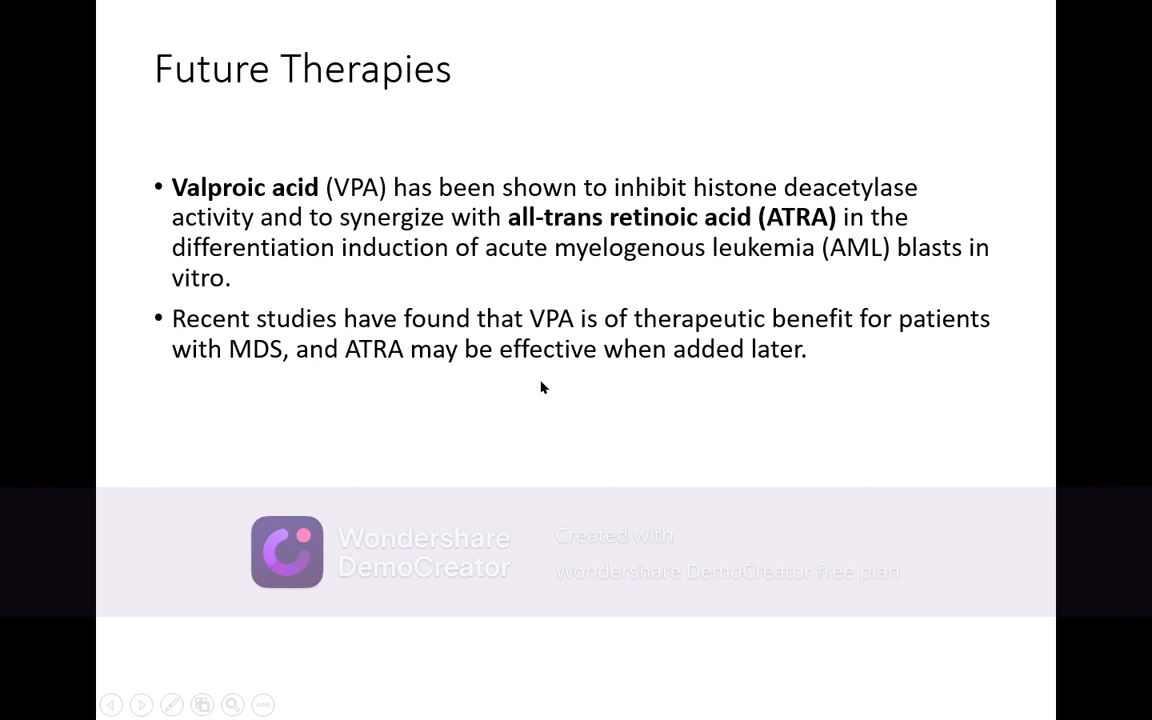 Future Therapies
• Valproic acid (VPA) has been shown to inhibit histone deacetylase
activity and to synergize with all-trans retinoic acid (ATRA) in the
differentiation induction of acute myelogenous leukemia (AML) blasts in
vitro.
• Recent studies have found that VPA is of therapeutic benefit for patients
with MDS, and ATRA may be effective when added later.
Wondershare
DemoCreator
Created with
Wondershare DemoCreator free plan